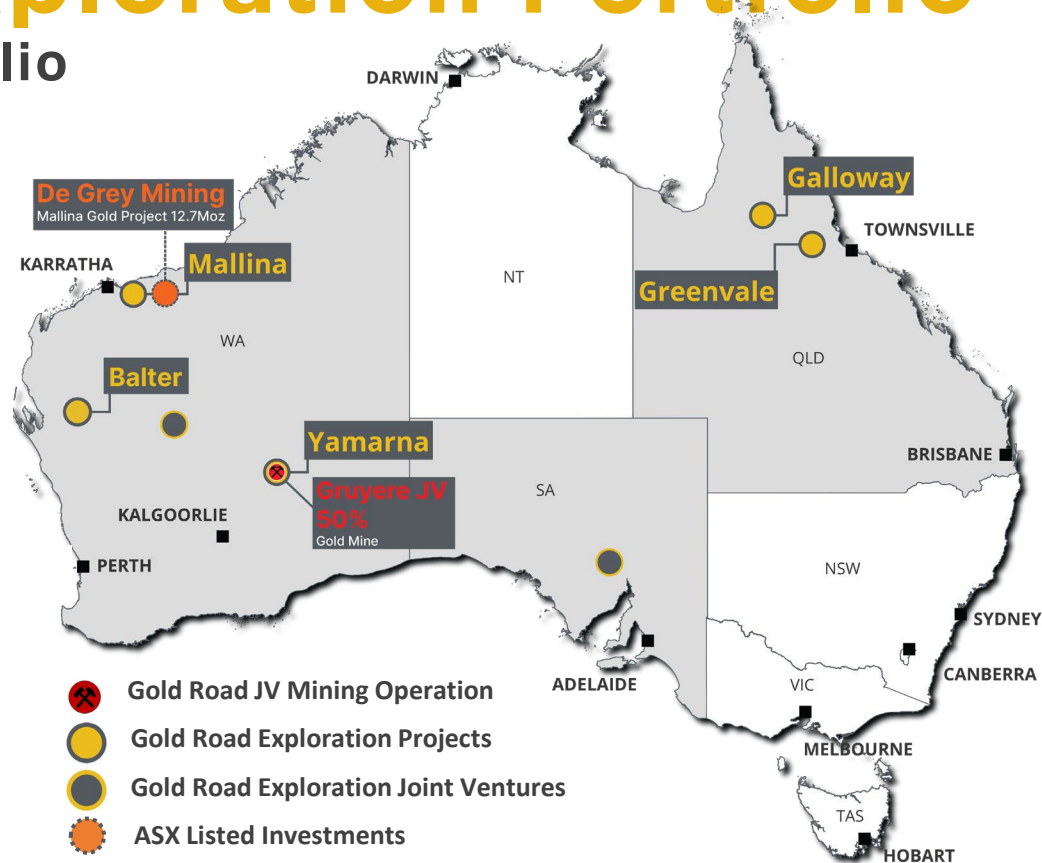 xploration Portfolio
lio
DARWIN
De Grey Mining
Mallina Gold Project 12.7Moz
Galloway
TOWNSVILLE
KARRATHA
Mallina
NT
Greenvale
WA
QLD
Balter
Yamarna
BRISBANE
Gruyere JV
50%
Gold Mine
SA
KALGOORLIE
PERTH
NSW
SYDNEY
CANBERRA
ADELAIDE
VIC
MELBOURNE
TAS
HOBART
Gold Road JV Mining Operation
Gold Road Exploration Projects
Gold Road Exploration Joint Ventures
ASX Listed Investments